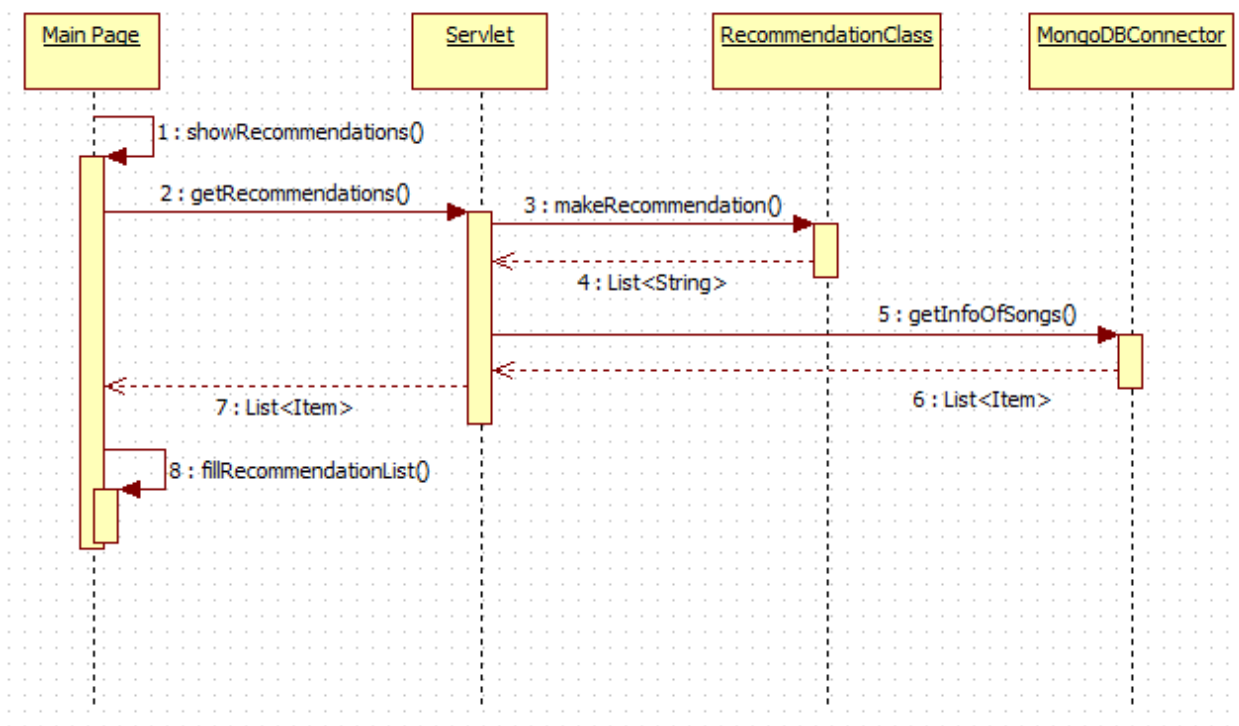 Main Page
Servlet
RecommendationClass
MongoDBConnector
1 : showRecommendations()
2 : getRecommendations()
3 : makeRecommendation()
4 : List<String>
5 : getInfoOfSongs()
6 : List<Item>
7 : List<Item>
8 : fillRecommendationList()